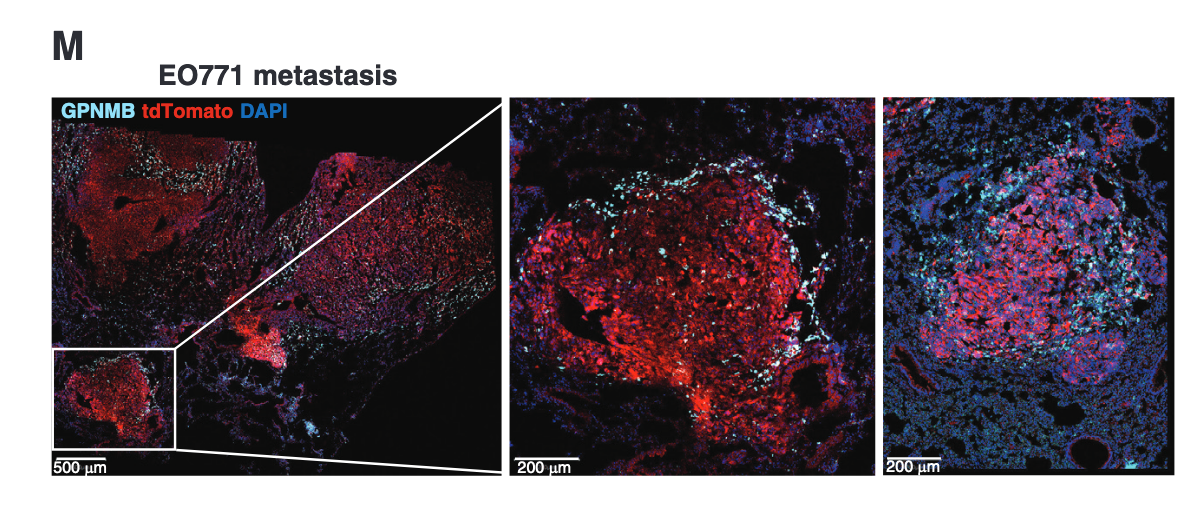 M
EO771 metastasis
GPNMB tdTomato DAPI
500 μm
200 μm
200 μm